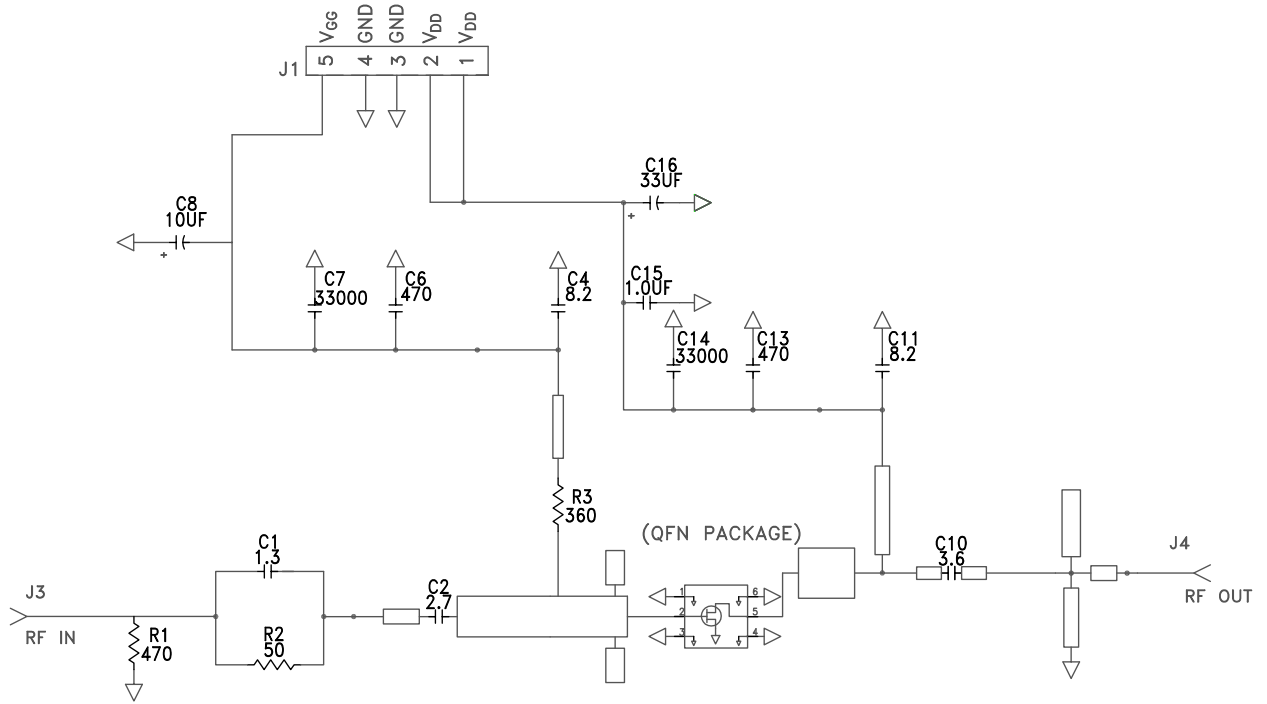 VGG GND GND VDD VDD
J1 5 4 3 2 1
C16
33UF
C8
10UF
+
+
C7
33000
C6
470
C4
8.2
C15
1.0UF
C14
33000
C13
470
C11
8.2
R3
360
(QFN PACKAGE)
C1
1.3
C10
3.6
J4
RF OUT
J3
RF IN
C2
2.7
R1
470
R2
50
1
2
3
6
5
4